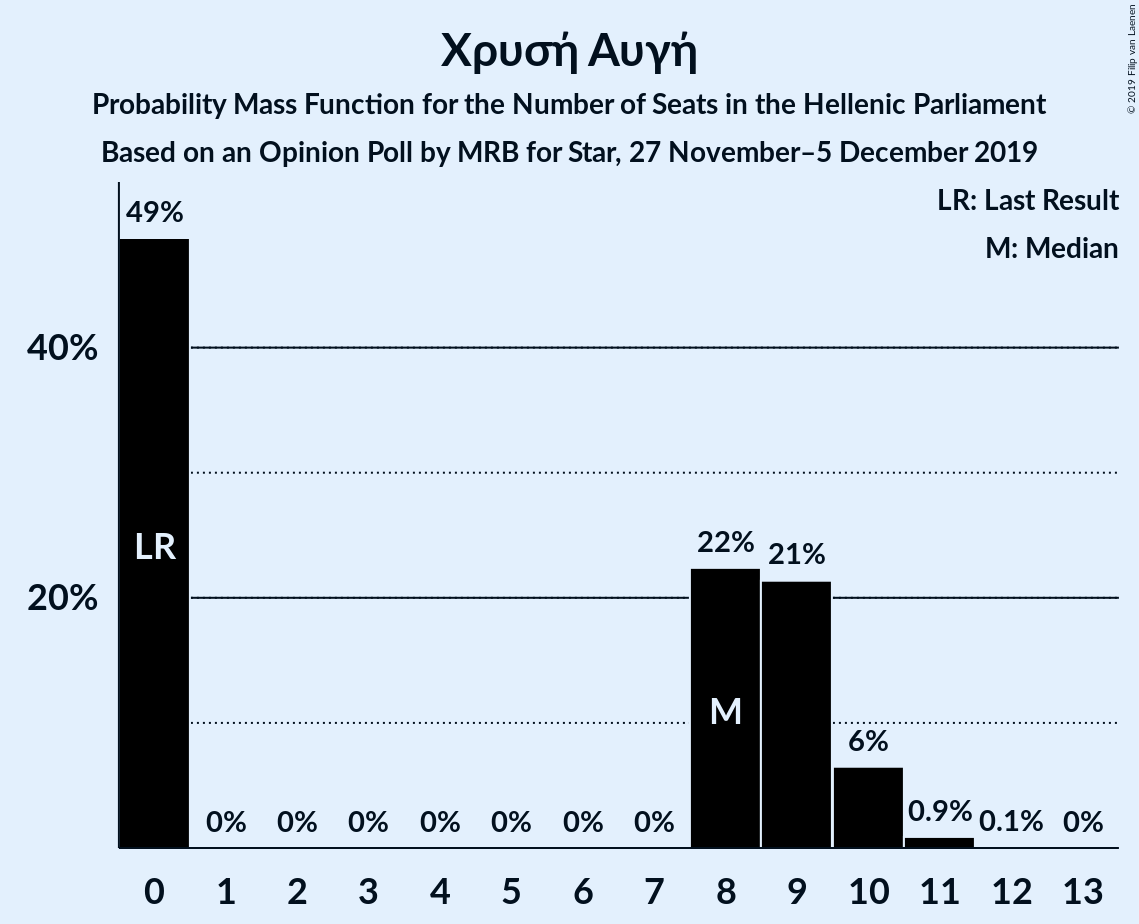 Χρυσή Αυγή
Probability Mass Function for the Number of Seats in the Hellenic Parliament
Based on an Opinion Poll by MRB for Star, 27 November–5 December 2019
© 2019 Filip van Laenen
LR: Last Result
M: Median
49%
40%
LR
22%
21%
20%
M
6%
0% 0% 0% 0% 0% 0% 0% 0.9% 0.1% 0%
0 1 2 3 4 5 6 7 8 9 10 11 12 13